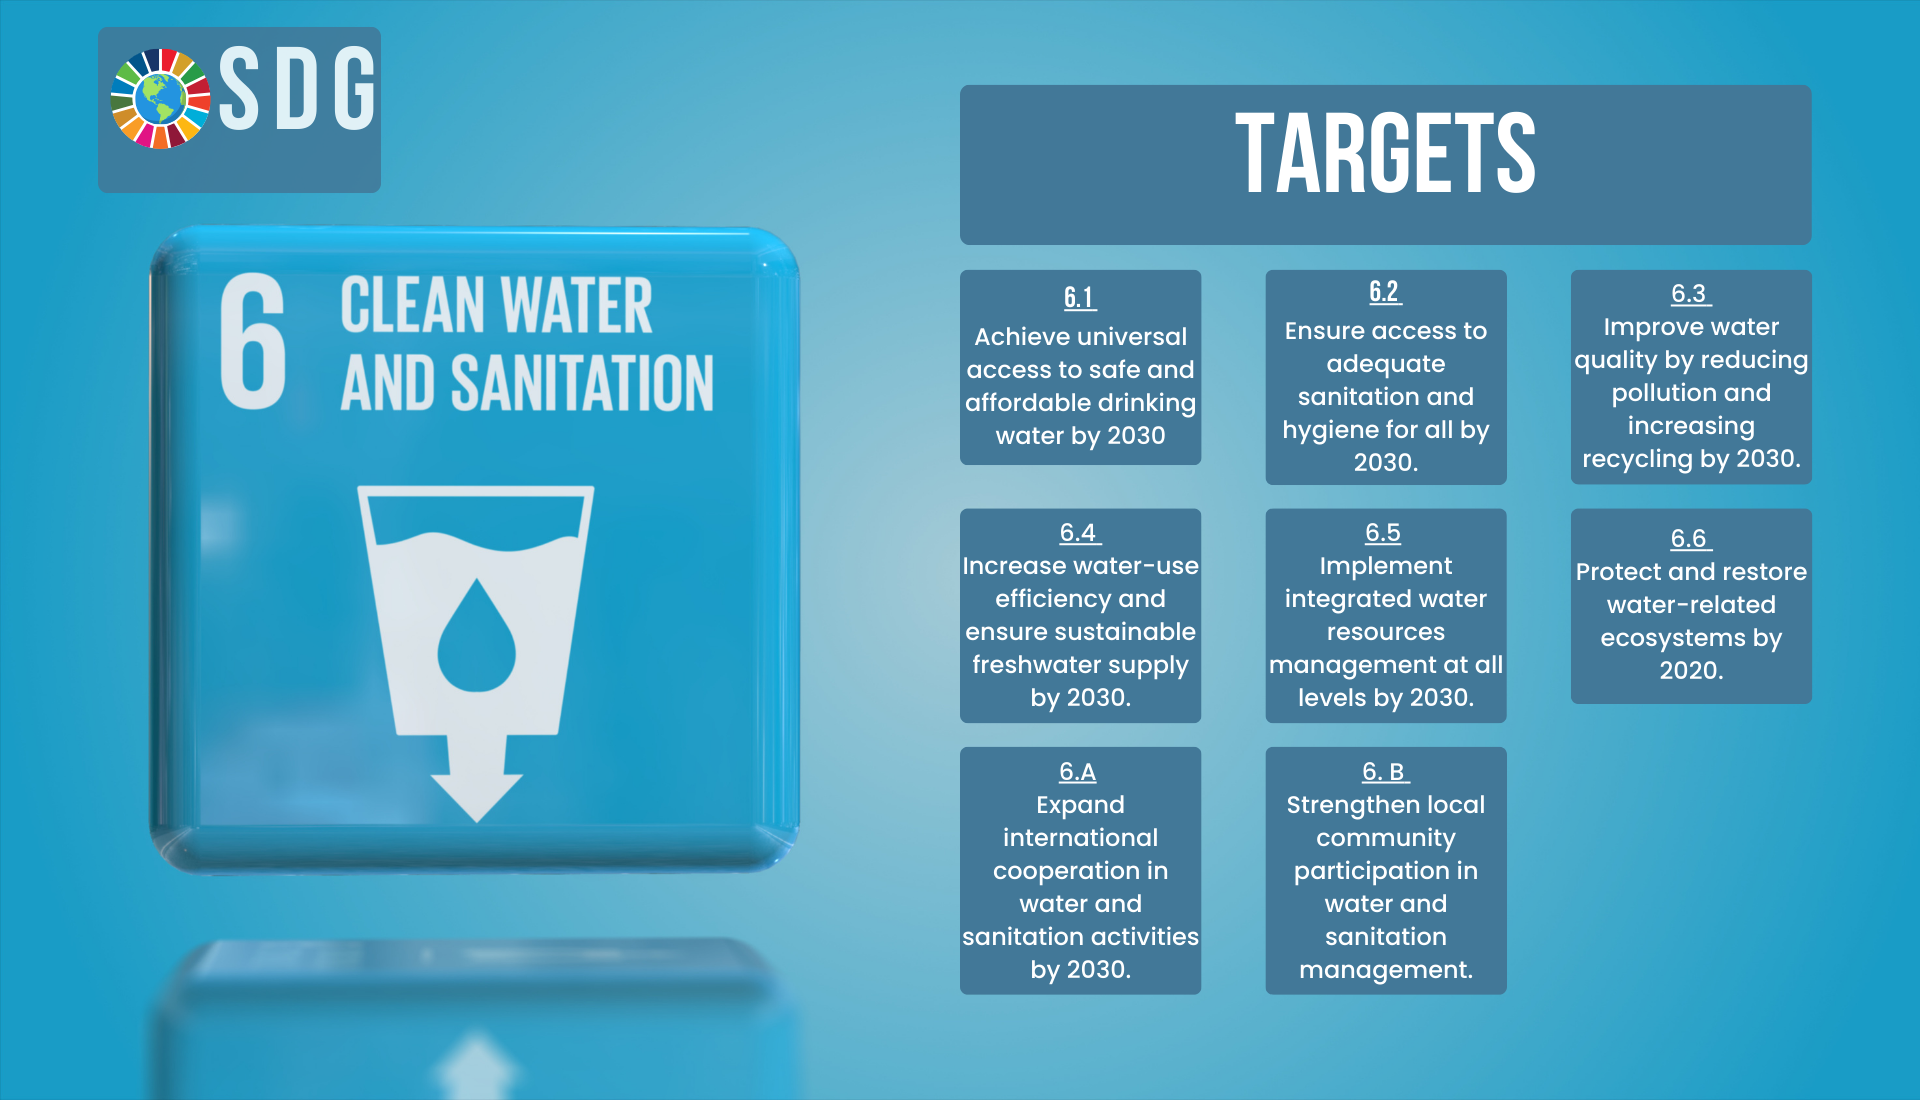 SDG
6
CLEAN WATER
AND SANITATION
TARGETS
6.1
Achieve universal
access to safe and
affordable drinking
water by 2030
6.2
Ensure access to
adequate
sanitation and
hygiene for all by
2030.
6.3
Improve water
quality by reducing
pollution and
increasing
recycling by 2030.
6.4
Increase water-use
efficiency and
ensure sustainable
freshwater supply
by 2030.
6.5
Implement
integrated water
resources
management at all
levels by 2030.
6.6
Protect and restore
water-related
ecosystems by
2020.
6.A
Expand
international
cooperation in
water and
sanitation activities
by 2030.
6. B
Strengthen local
community
participation in
water and
sanitation
management.